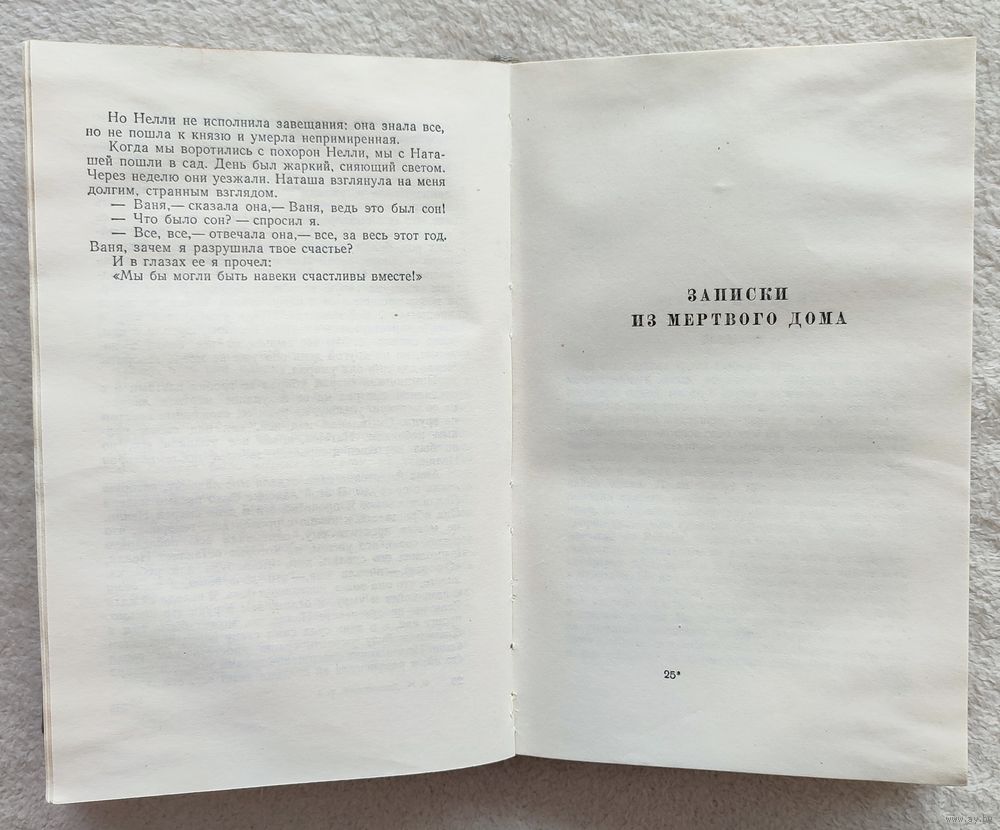 Но Нелли не исполнила завещания: она знала все,
но не пошла к князю и умерла непримиренная.
Когда мы воротились с похорон Нелли, мы с Ната-
шей пошли в сад. День был жаркий, сияющий светом.
Через неделю они уезжали. Наташа взглянула на меня
долгим, странным взглядом.
— Ваня,— сказала она,— Ваня, ведь это был сон!
— Что было сон? — спросил я.
— Все, все,— отвечала она,— все, за весь этот год.
Ваня, зачем я разрушила твое счастье?
И в глазах ее я прочел:
«Мы бы могли быть навеки счастливы вместе!»
ЗАПИСКИ
ИЗ МЕРТВОГО ДОМА
25*
www.ay.by